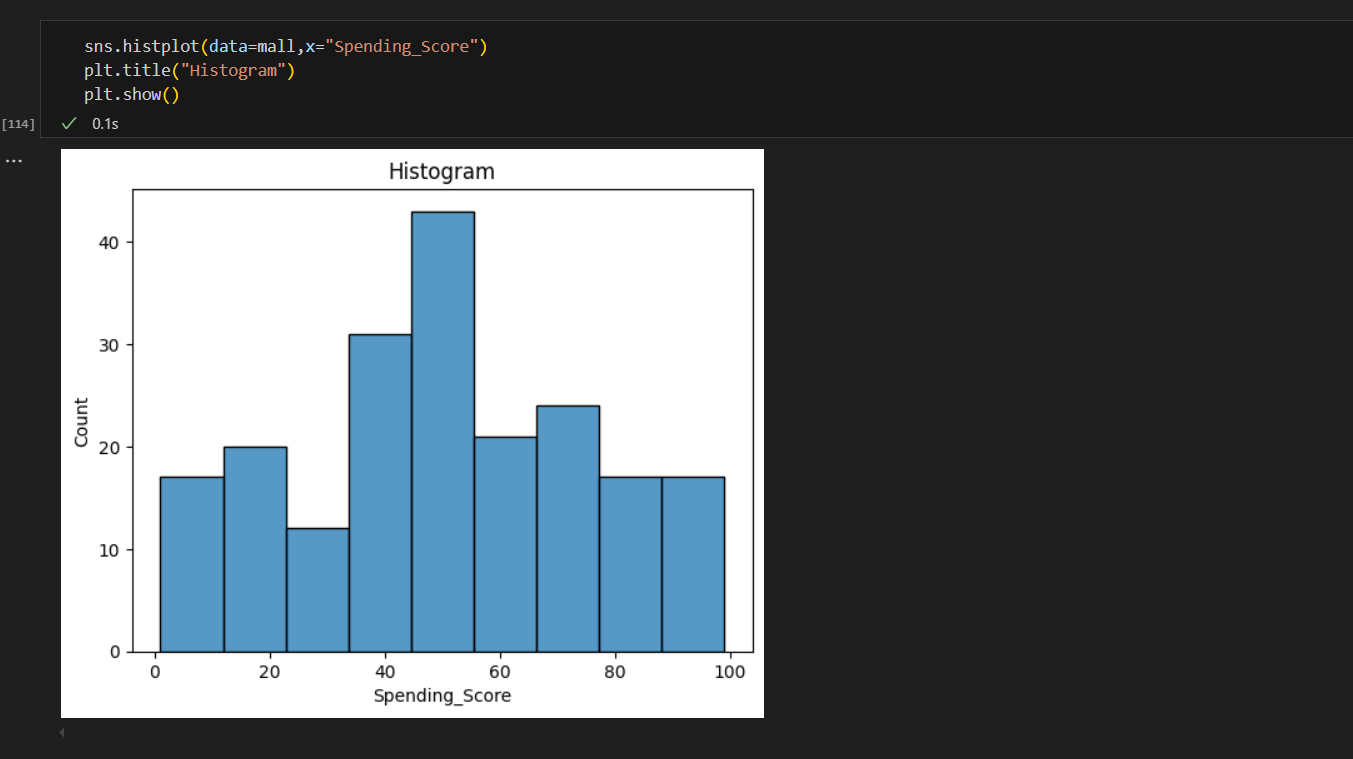 sns.histplot(data=mall,x="Spending_Score")
plt.title("Histogram")
plt.show()
[114]
0.1s
...
Histogram
40
30
20
10
0
Count
0 20 40 60 80 100
Spending_Score